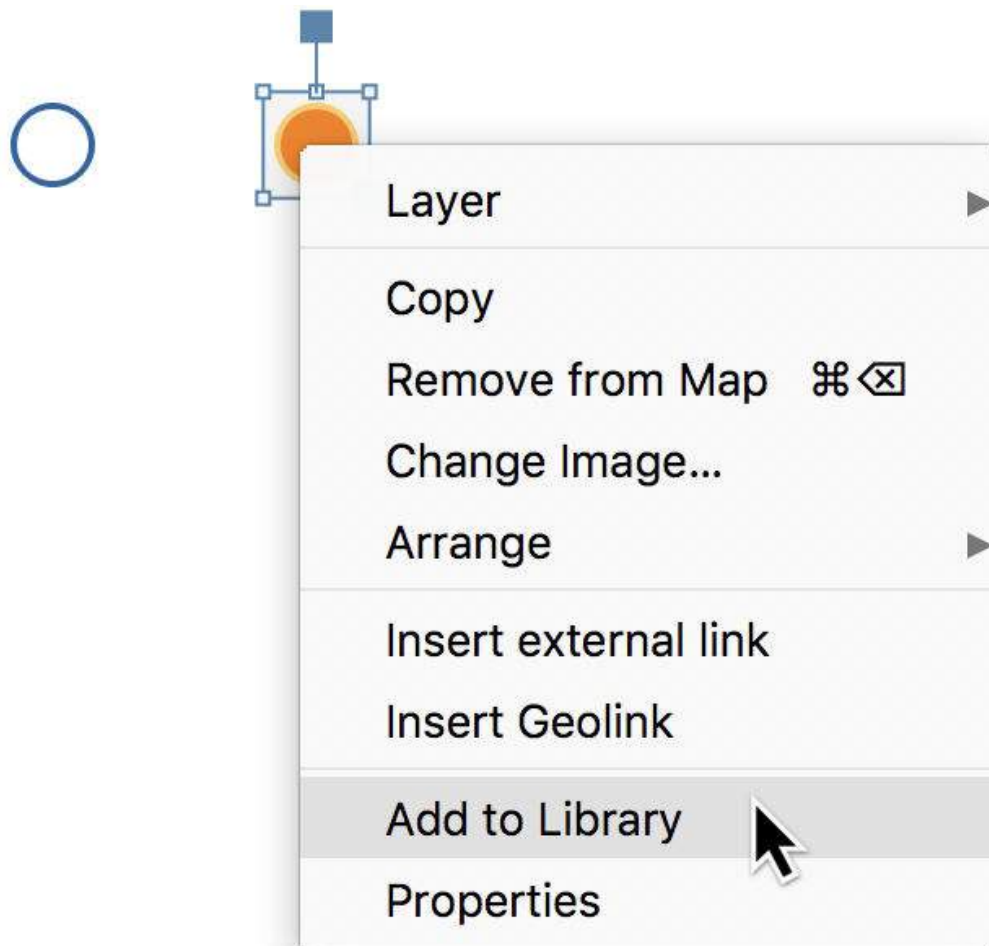 Layer
Copy
Remove from Map ⌘⌫
Change Image...
Arrange
Insert external link
Insert Geolink
Add to Library
Properties